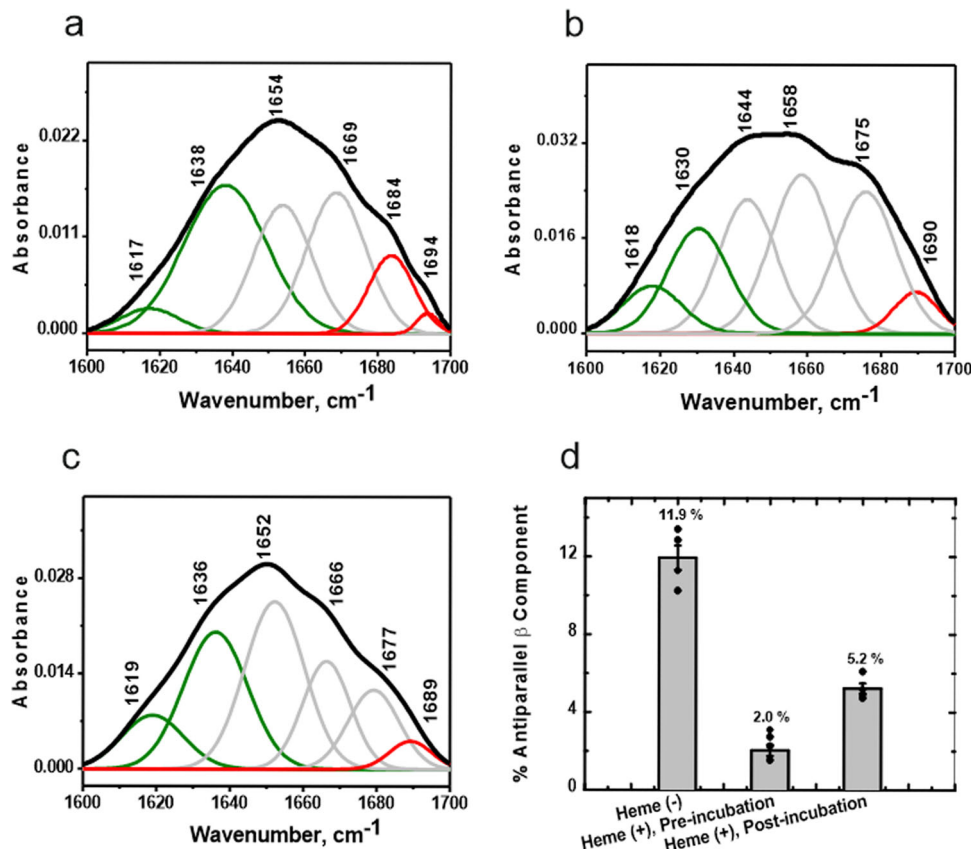 a
1654
1669
1638
1684
1694
1617
Absorbance
0.022
0.011
0.000
1600 1620 1640 1660 1680 1700
Wavenumber, cm-1
b
1644
1658
1675
1630
1618
1690
Absorbance
0.032
0.016
0.000
1600 1620 1640 1660 1680 1700
Wavenumber, cm-1
c
1652
1636
1666
1677
1619
1689
Absorbance
0.028
0.014
0.000
1600 1620 1640 1660 1680 1700
Wavenumber, cm-1
d
11.9 %
5.2 %
2.0 %
% Antiparallel β Component
12
8
4
0
Heme (-)
Heme (+), Pre-incubation
Heme (+), Post-incubation